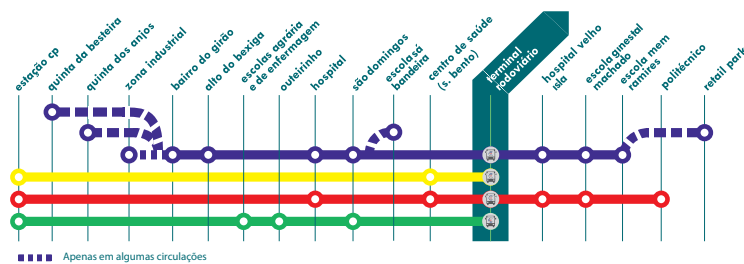 estação cp
quinta da besteira
quinta dos anjos
zona industrial
bairro do girão
alto do bexiga
escolas agrária
e de enfermagem
outeirinho
hospital
são domingos
escola sá
bandeira
centro de saúde
(s. bento)
terminal
rodoviário
hospital velho
isla
escola ginestal
machado
escola mem
ramires
politécnico
retail park
Apenas em algumas circulações